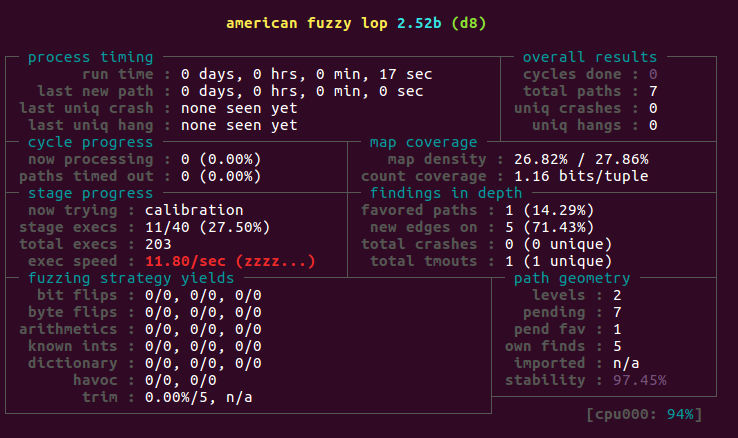 american fuzzy lop 2.52b (d8)
process timing overall results
run time : 0 days, 0 hrs, 0 min, 17 sec cycles done : 0
last new path : 0 days, 0 hrs, 0 min, 0 sec total paths : 7
last uniq crash : none seen yet uniq crashes : 0
last uniq hang : none seen yet uniq hangs : 0
cycle progress map coverage
now processing : 0 (0.00%) map density : 26.82% / 27.86%
paths timed out : 0 (0.00%) count coverage : 1.16 bits/tuple
stage progress findings in depth
now trying : calibration favored paths : 1 (14.29%)
stage execs : 11/40 (27.50%) new edges on : 5 (71.43%)
total execs : 203 total crashes : 0 (0 unique)
exec speed : 11.80/sec (zzzz...) total tmouts : 1 (1 unique)
fuzzing strategy yields path geometry
bit flips : 0/0, 0/0, 0/0 levels : 2
byte flips : 0/0, 0/0, 0/0 pending : 7
arithmetics : 0/0, 0/0, 0/0 pend fav : 1
known ints : 0/0, 0/0, 0/0 own finds : 5
dictionary : 0/0, 0/0, 0/0 imported : n/a
havoc : 0/0, 0/0 stability : 97.45%
trim : 0.00%/5, n/a
[cpu000: 94%]